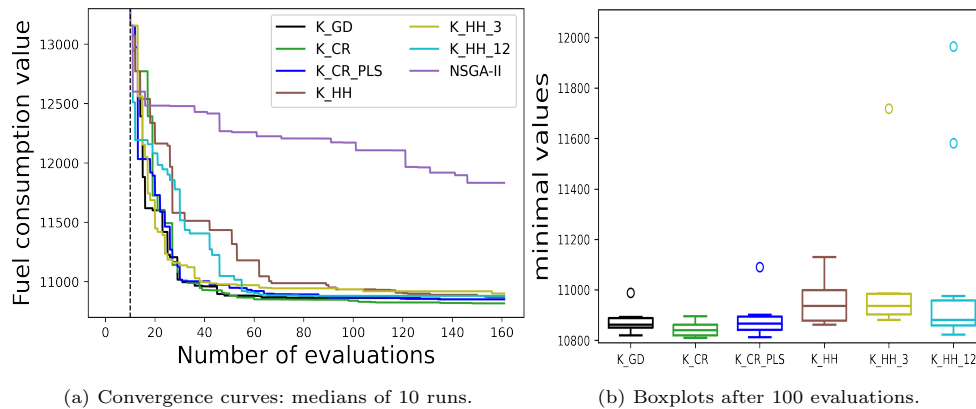 K_GD
K_CR
K_CR_PLS
K_HH
K_HH_3
K_HH_12
NSGA-II
Fuel consumption value
13000
12500
12000
11500
11000
0 20 40 60 80 100 120 140 160
Number of evaluations
(a) Convergence curves: medians of 10 runs.
minimal values
12000
11800
11600
11400
11200
11000
10800
K_GD K_CR K_CR_PLS K_HH K_HH_3 K_HH_12
(b) Boxplots after 100 evaluations.